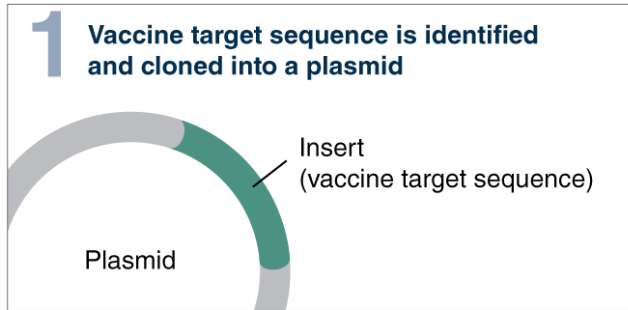 1
Vaccine target sequence is identified
and cloned into a plasmid
Insert
(vaccine target sequence)
Plasmid